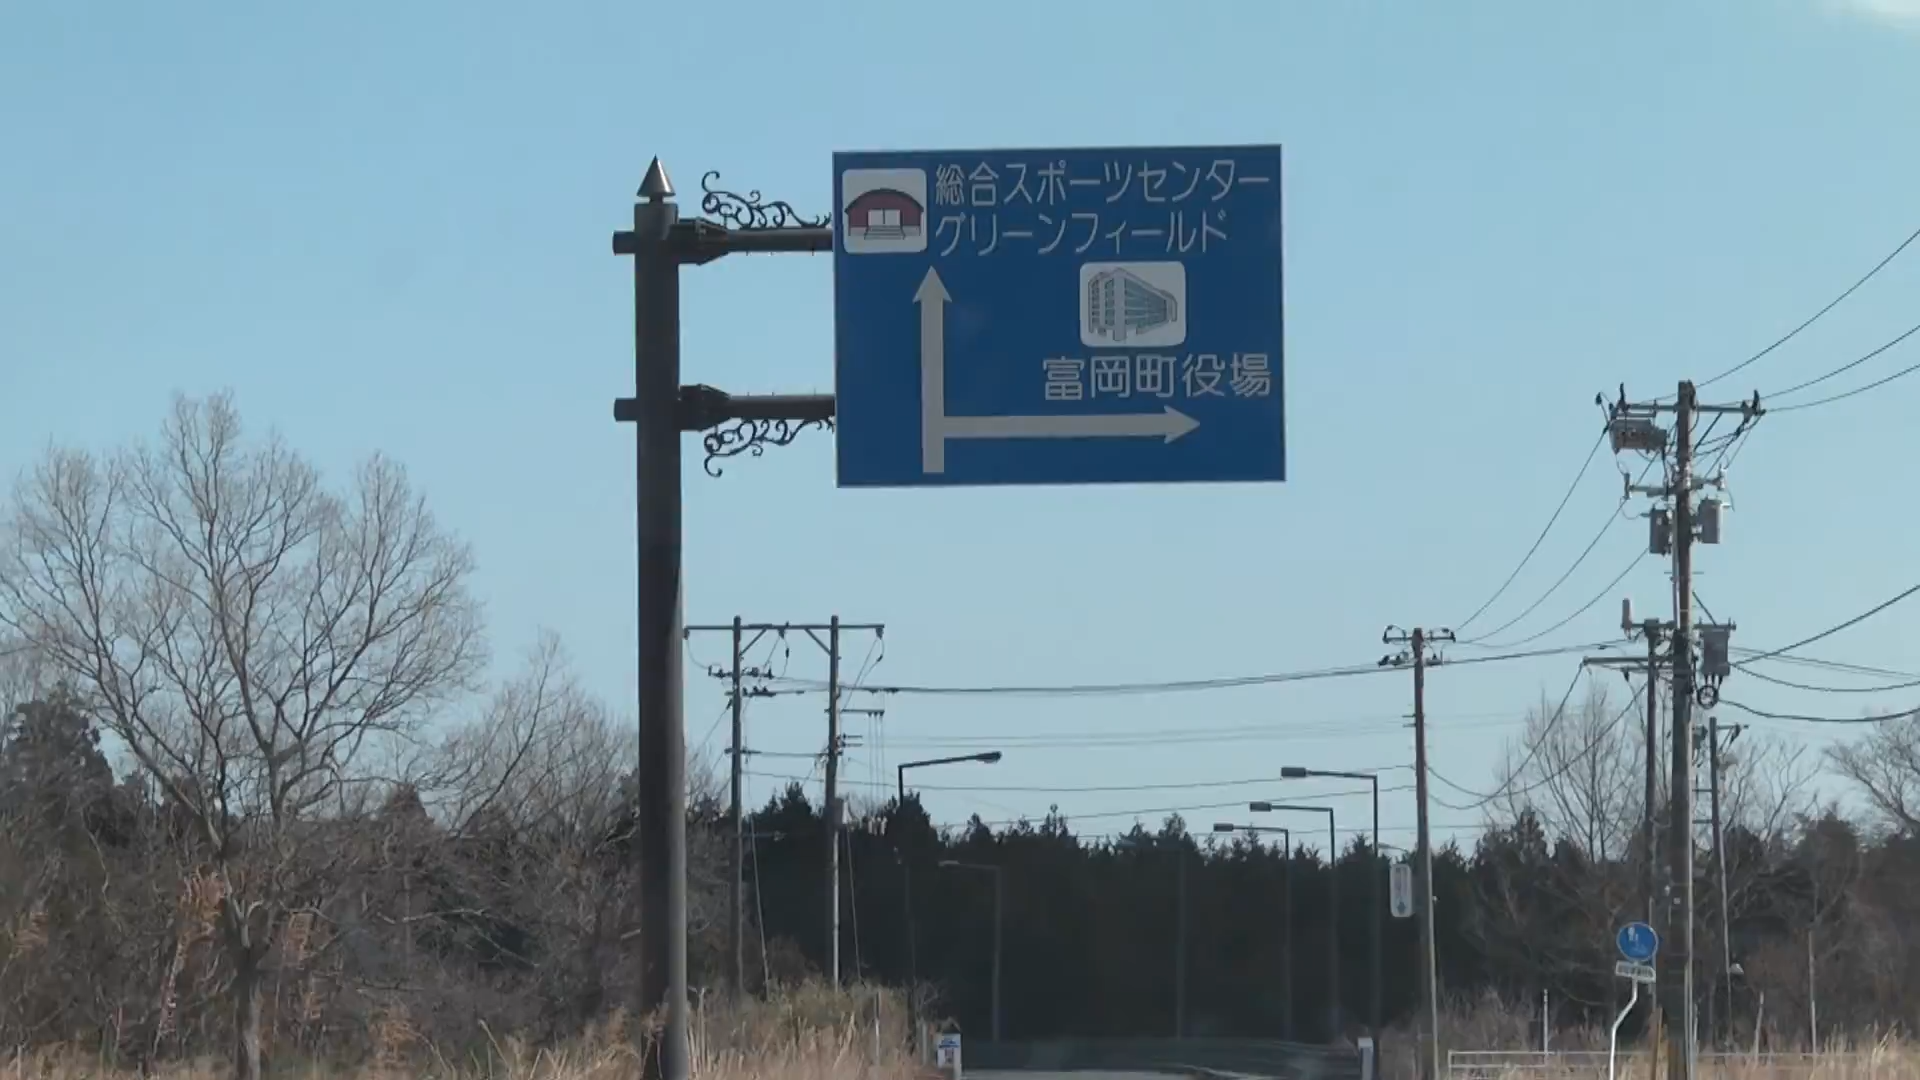 総合スポーツセンター
グリーンフィールド
富岡町役場